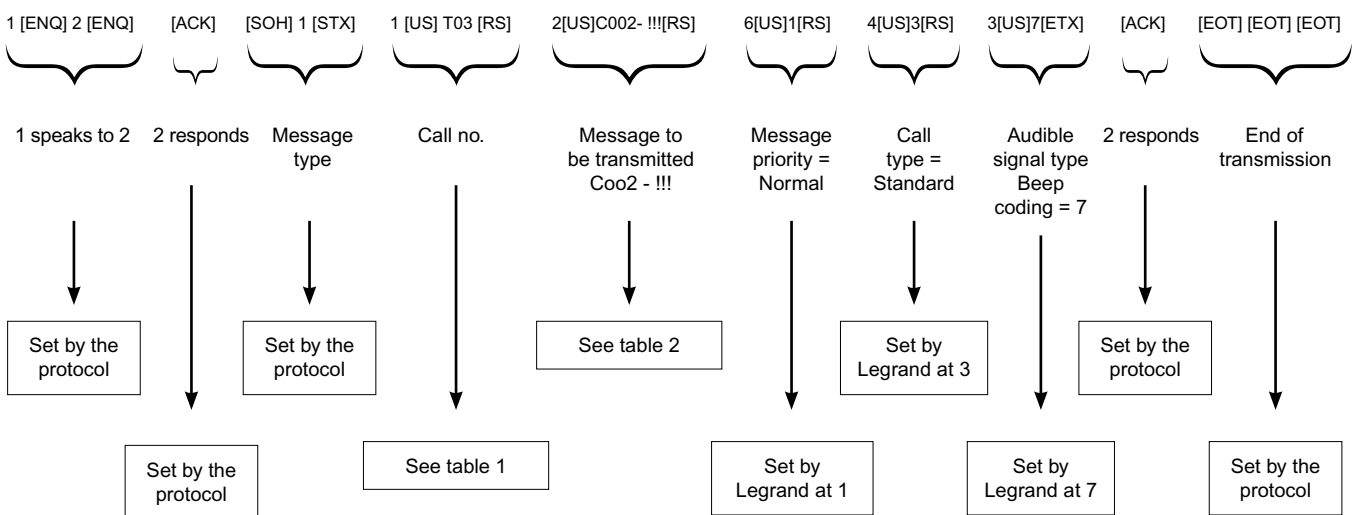 1 [ENQ] 2 [ENQ] [ACK] [SOH] 1 [STX] 1 [US] T03 [RS] 2[US]C002- !!![RS] 6[US]1[RS] 4[US]3[RS] 3[US]7[ETX] [ACK] [EOT] [EOT] [EOT]
1 speaks to 2
2 responds
Message
type
Call no.
Message to
be transmitted
Coo2 - !!!
Message
priority =
Normal
Call
type =
Standard
Audible
signal type
Beep
coding = 7
2 responds
End of
transmission
Set by the
protocol
Set by the
protocol
See table 2
Set by
Legrand at 3
Set by the
protocol
Set by the
protocol
See table 1
Set by
Legrand at 1
Set by
Legrand at 7
Set by the
protocol